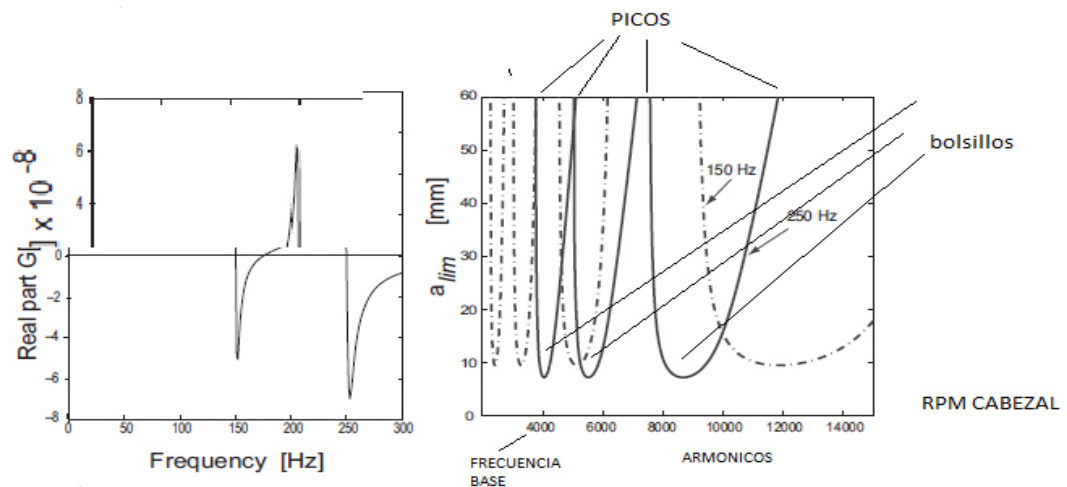 PICOS
8
6
4
0
−2
−4
−6
−8
Real part G[] x 10⁻⁸
0
50
100
150
200
250
300
Frequency [Hz]
60
50
40
30
20
10
0
a lim [mm]
150 Hz
250 Hz
bolsillos
4000
6000
8000
10000
12000
14000
RPM CABEZAL
FRECUENCIA
BASE
ARMONICOS